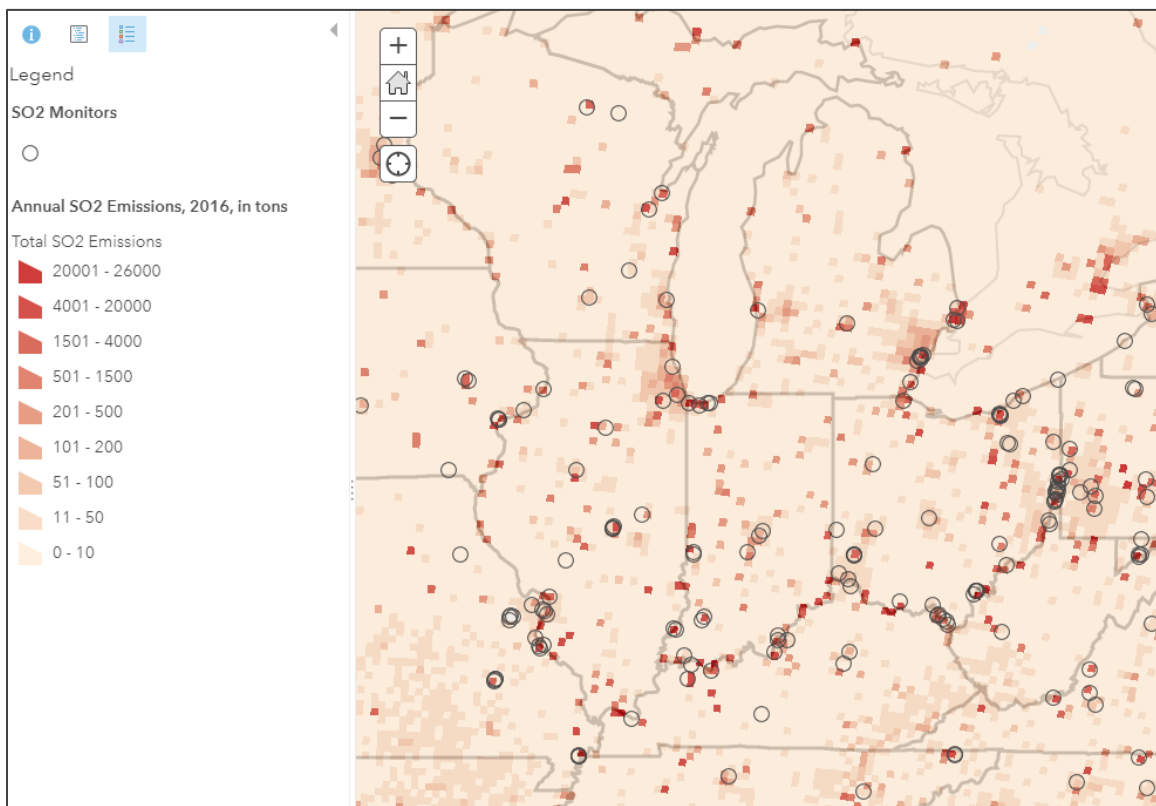 Legend
SO2 Monitors
Annual SO2 Emissions, 2016, in tons
Total SO2 Emissions
20001 - 26000
4001 - 20000
1501 - 4000
501 - 1500
201 - 500
101 - 200
51 - 100
11 - 50
0 - 10